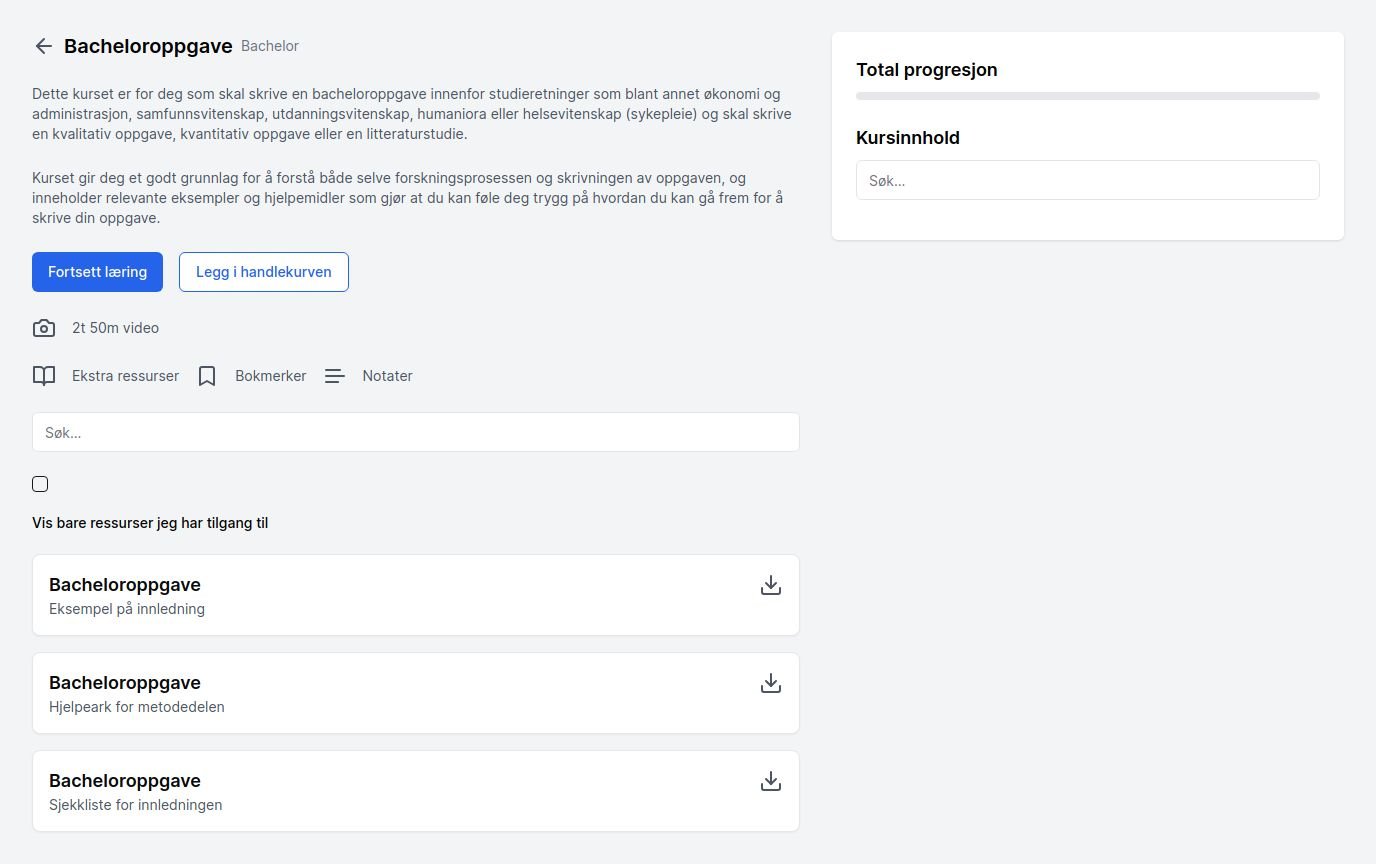 Bacheloroppgave Bachelor
Dette kurset er for deg som skal skrive en bacheloroppgave innenfor studieretninger som blant annet økonomi og
administrasjon, samfunnsvitenskap, utdanningsvitenskap, humaniora eller helsevitenskap (sykepleie) og skal skrive
en kvalitativ oppgave, kvantitativ oppgave eller en litteraturstudie.
Kurset gir deg et godt grunnlag for å forstå både selve forskningsprosessen og skrivningen av oppgaven, og
inneholder relevante eksempler og hjelpemidler som gjør at du kan føle deg trygg på hvordan du kan gå frem for å
skrive din oppgave.
Fortsett læring Legg i handlekurven
2t 50m video
Ekstra ressurser Bokmerker Notater
Søk...
Vis bare ressurser jeg har tilgang til
Bacheloroppgave
Eksempel på innledning
Bacheloroppgave
Hjelpeark for metodedelen
Bacheloroppgave
Sjekkliste for innledningen
Total progresjon
Kursinnhold
Søk...